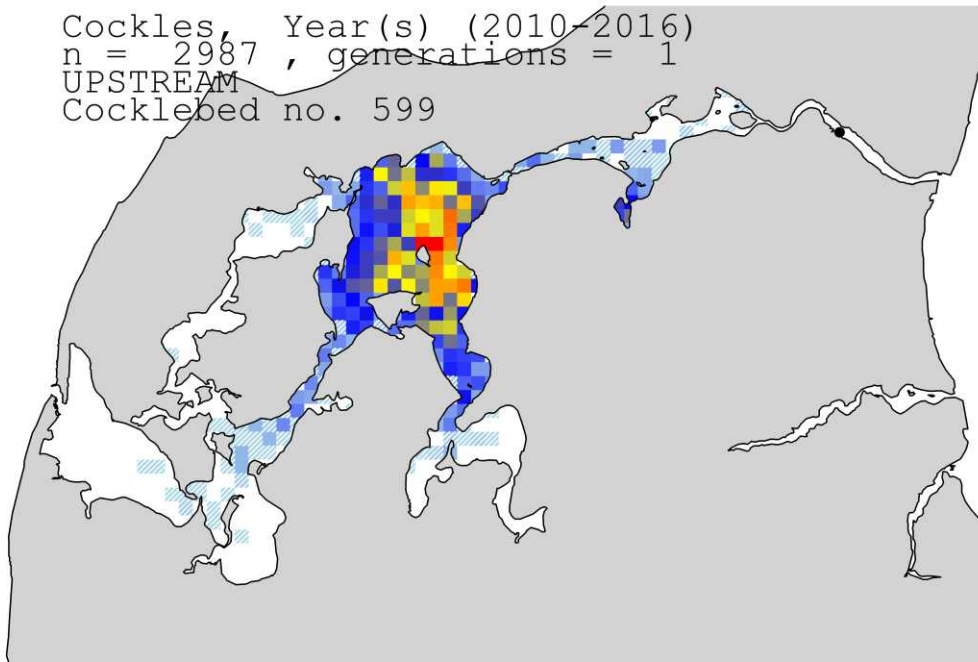 Cockles,  Year(s) (2010-2016)
n =  2987 , generations =  1
UPSTREAM
Cocklebed no. 599